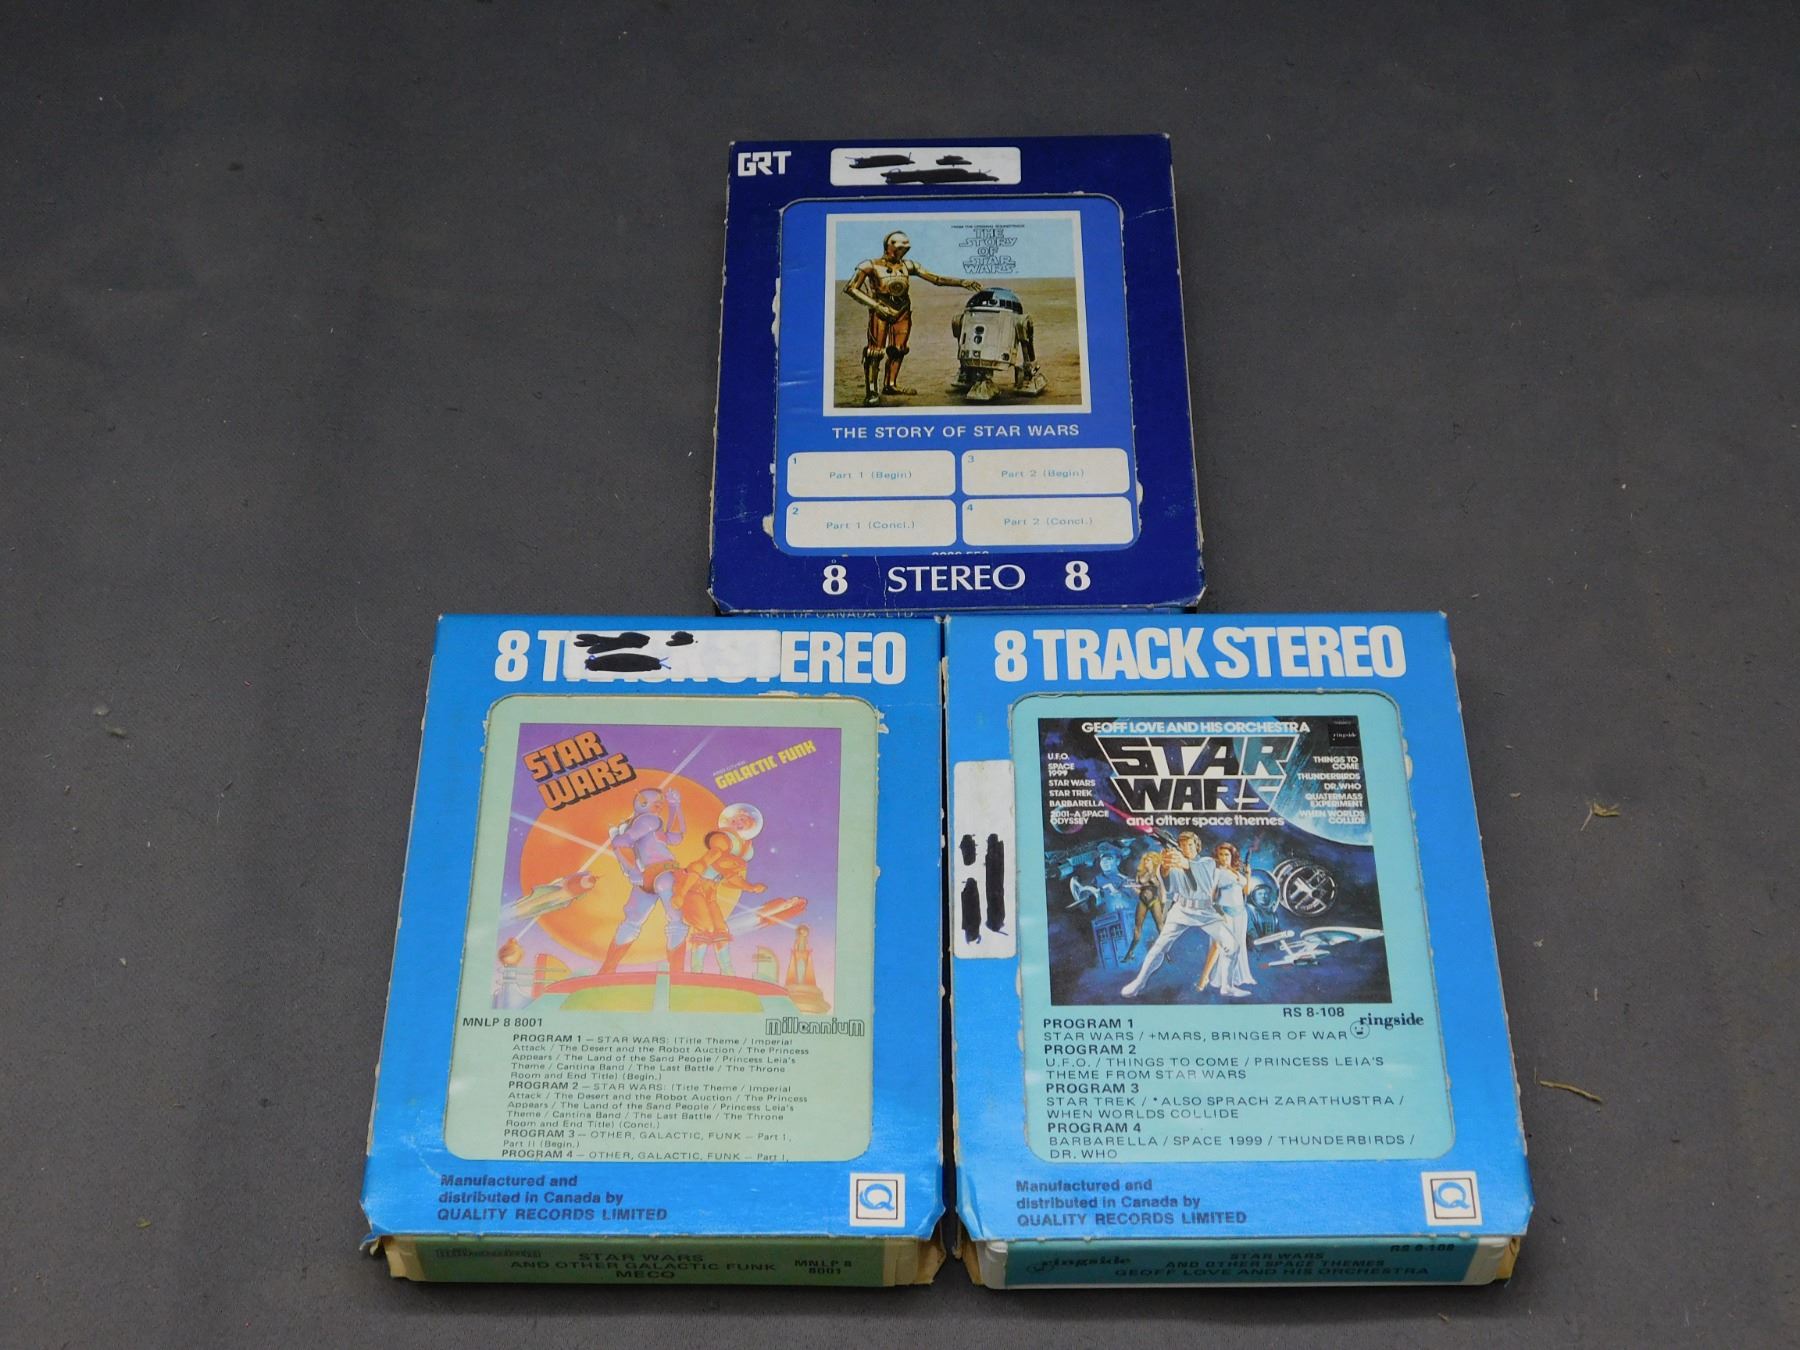 GRT
FROM THE ORIGINAL SOUNDTRACK
THE
STORY
OF
STAR
WARS
THE STORY OF STAR WARS
1
Part 1 (Begin)
3
Part 2 (Begin)
2
Part 1 (Concl.)
4
Part 2 (Concl.)
8 STEREO 8
GRT OF CANADA, LTD.
8 T STEREO
STAR
WARS
GALACTIC FUNK
MNLP 8 8001
millennium
PROGRAM 1 — STAR WARS: (Title Theme / Imperial
Attack / The Desert and the Robot Auction / The Princess
Appears / The Land of the Sand People / Princess Leia's
Theme / Cantina Band / The Last Battle / The Throne
Room and End Title) (Begin.)
PROGRAM 2 — STAR WARS: (Title Theme / Imperial
Attack / The Desert and the Robot Auction / The Princess
Appears / The Land of the Sand People / Princess Leia's
Theme / Cantina Band / The Last Battle / The Throne
Room and End Title) (Concl.)
PROGRAM 3 — OTHER, GALACTIC, FUNK — Part I,
Part II (Begin.)
PROGRAM 4 — OTHER, GALACTIC, FUNK — Part I,
Manufactured and
distributed in Canada by
QUALITY RECORDS LIMITED
Q
millennium
STAR WARS
AND OTHER GALACTIC FUNK
MECO
MNLP 8
8001
8 TRACK STEREO
GEOFF LOVE AND HIS ORCHESTRA
ringside
STAR
WARS
and other space themes
U.F.O.
SPACE
1999
STAR WARS
STAR TREK
BARBARELLA
2001-A SPACE
ODYSSEY
THINGS TO
COME
THUNDERBIRDS
DR. WHO
QUATERMASS
EXPERIMENT
WHEN WORLDS
COLLIDE
RS 8-108
ringside
PROGRAM 1
STAR WARS / +MARS, BRINGER OF WAR
PROGRAM 2
U.F.O. / THINGS TO COME / PRINCESS LEIA'S
THEME FROM STAR WARS
PROGRAM 3
STAR TREK / *ALSO SPRACH ZARATHUSTRA /
WHEN WORLDS COLLIDE
PROGRAM 4
BARBARELLA / SPACE 1999 / THUNDERBIRDS /
DR. WHO
Manufactured and
distributed in Canada by
QUALITY RECORDS LIMITED
Q
ringside
STAR WARS
AND OTHER SPACE THEMES
GEOFF LOVE AND HIS ORCHESTRA
RS 8-108